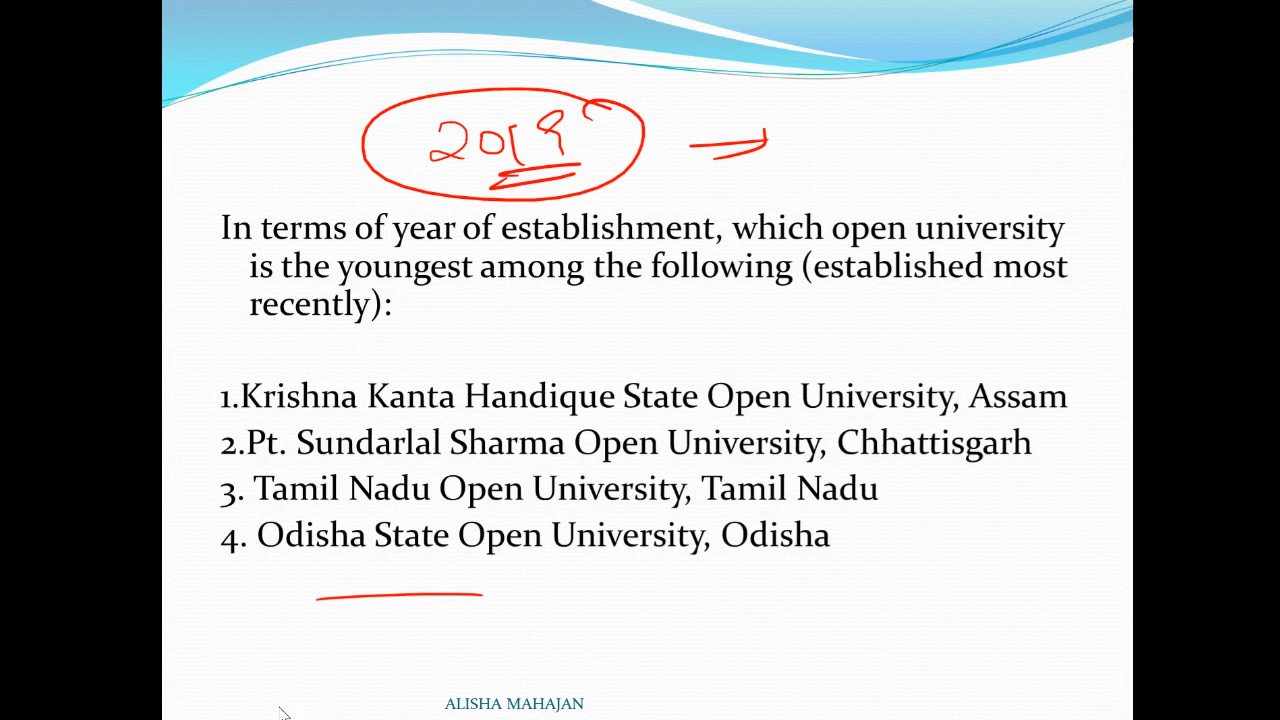 2019
In terms of year of establishment, which open university
is the youngest among the following (established most
recently):
1.Krishna Kanta Handique State Open University, Assam
2.Pt. Sundarlal Sharma Open University, Chhattisgarh
3. Tamil Nadu Open University, Tamil Nadu
4. Odisha State Open University, Odisha
ALISHA MAHAJAN